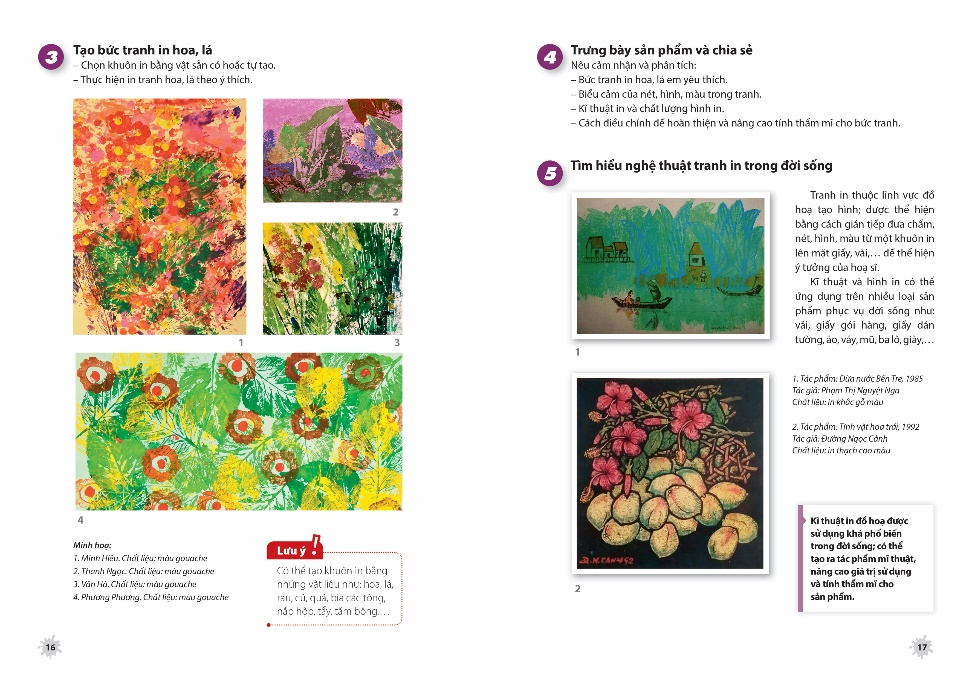 3 Tạo bức tranh in hoa, lá
– Chọn khuôn in bằng vật sẵn có hoặc tự tạo.
– Thực hiện in tranh hoa, lá theo ý thích.
1
2
3
4
Minh hoạ:
1. Minh Hiếu. Chất liệu: màu gouache
2. Thanh Ngọc. Chất liệu: màu gouache
3. Vân Hà. Chất liệu: màu gouache
4. Phương Phương. Chất liệu: màu gouache
Lưu ý !
Có thể tạo khuôn in bằng
những vật liệu như: hoa, lá,
rau, củ, quả, bìa các tông,
nắp hộp, tẩy, tăm bông,…
16
4 Trưng bày sản phẩm và chia sẻ
Nêu cảm nhận và phân tích:
– Bức tranh in hoa, lá em yêu thích.
– Biểu cảm của nét, hình, màu trong tranh.
– Kĩ thuật in và chất lượng hình in.
– Cách điều chỉnh để hoàn thiện và nâng cao tính thẩm mĩ cho bức tranh.
5 Tìm hiểu nghệ thuật tranh in trong đời sống
1
Tranh in thuộc lĩnh vực đồ
hoạ tạo hình; được thể hiện
bằng cách gián tiếp đưa chấm,
nét, hình, màu từ một khuôn in
lên mặt giấy, vải,… để thể hiện
ý tưởng của hoạ sĩ.
Kĩ thuật và hình in có thể
ứng dụng trên nhiều loại sản
phẩm phục vụ đời sống như:
vải, giấy gói hàng, giấy dán
tường, áo, váy, mũ, ba lô, giày,…
1. Tác phẩm: Dừa nước Bến Tre, 1985
Tác giả: Phạm Thị Nguyệt Nga
Chất liệu: in khắc gỗ màu
2. Tác phẩm: Tĩnh vật hoa trái, 1992
Tác giả: Đường Ngọc Cảnh
Chất liệu: in thạch cao màu
Đ.N.CẢNH92
2
Kĩ thuật in đồ hoạ được
sử dụng khá phổ biến
trong đời sống; có thể
tạo ra tác phẩm mĩ thuật,
nâng cao giá trị sử dụng
và tính thẩm mĩ cho
sản phẩm.
17